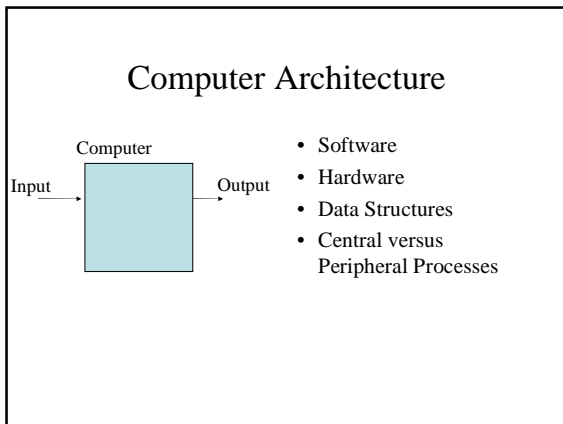 Computer Architecture
Computer
Input
Output
• Software
• Hardware
• Data Structures
• Central versus
Peripheral Processes